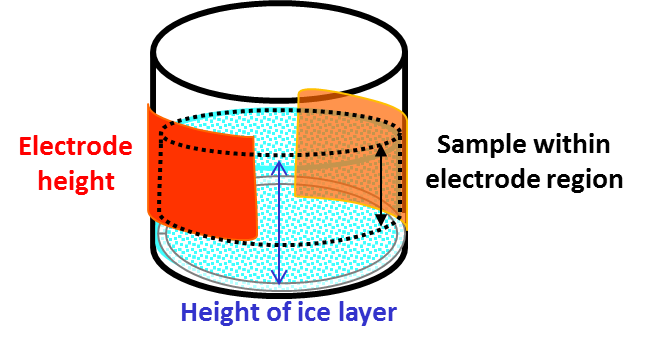 Electrode
height
Sample within
electrode region
Height of ice layer